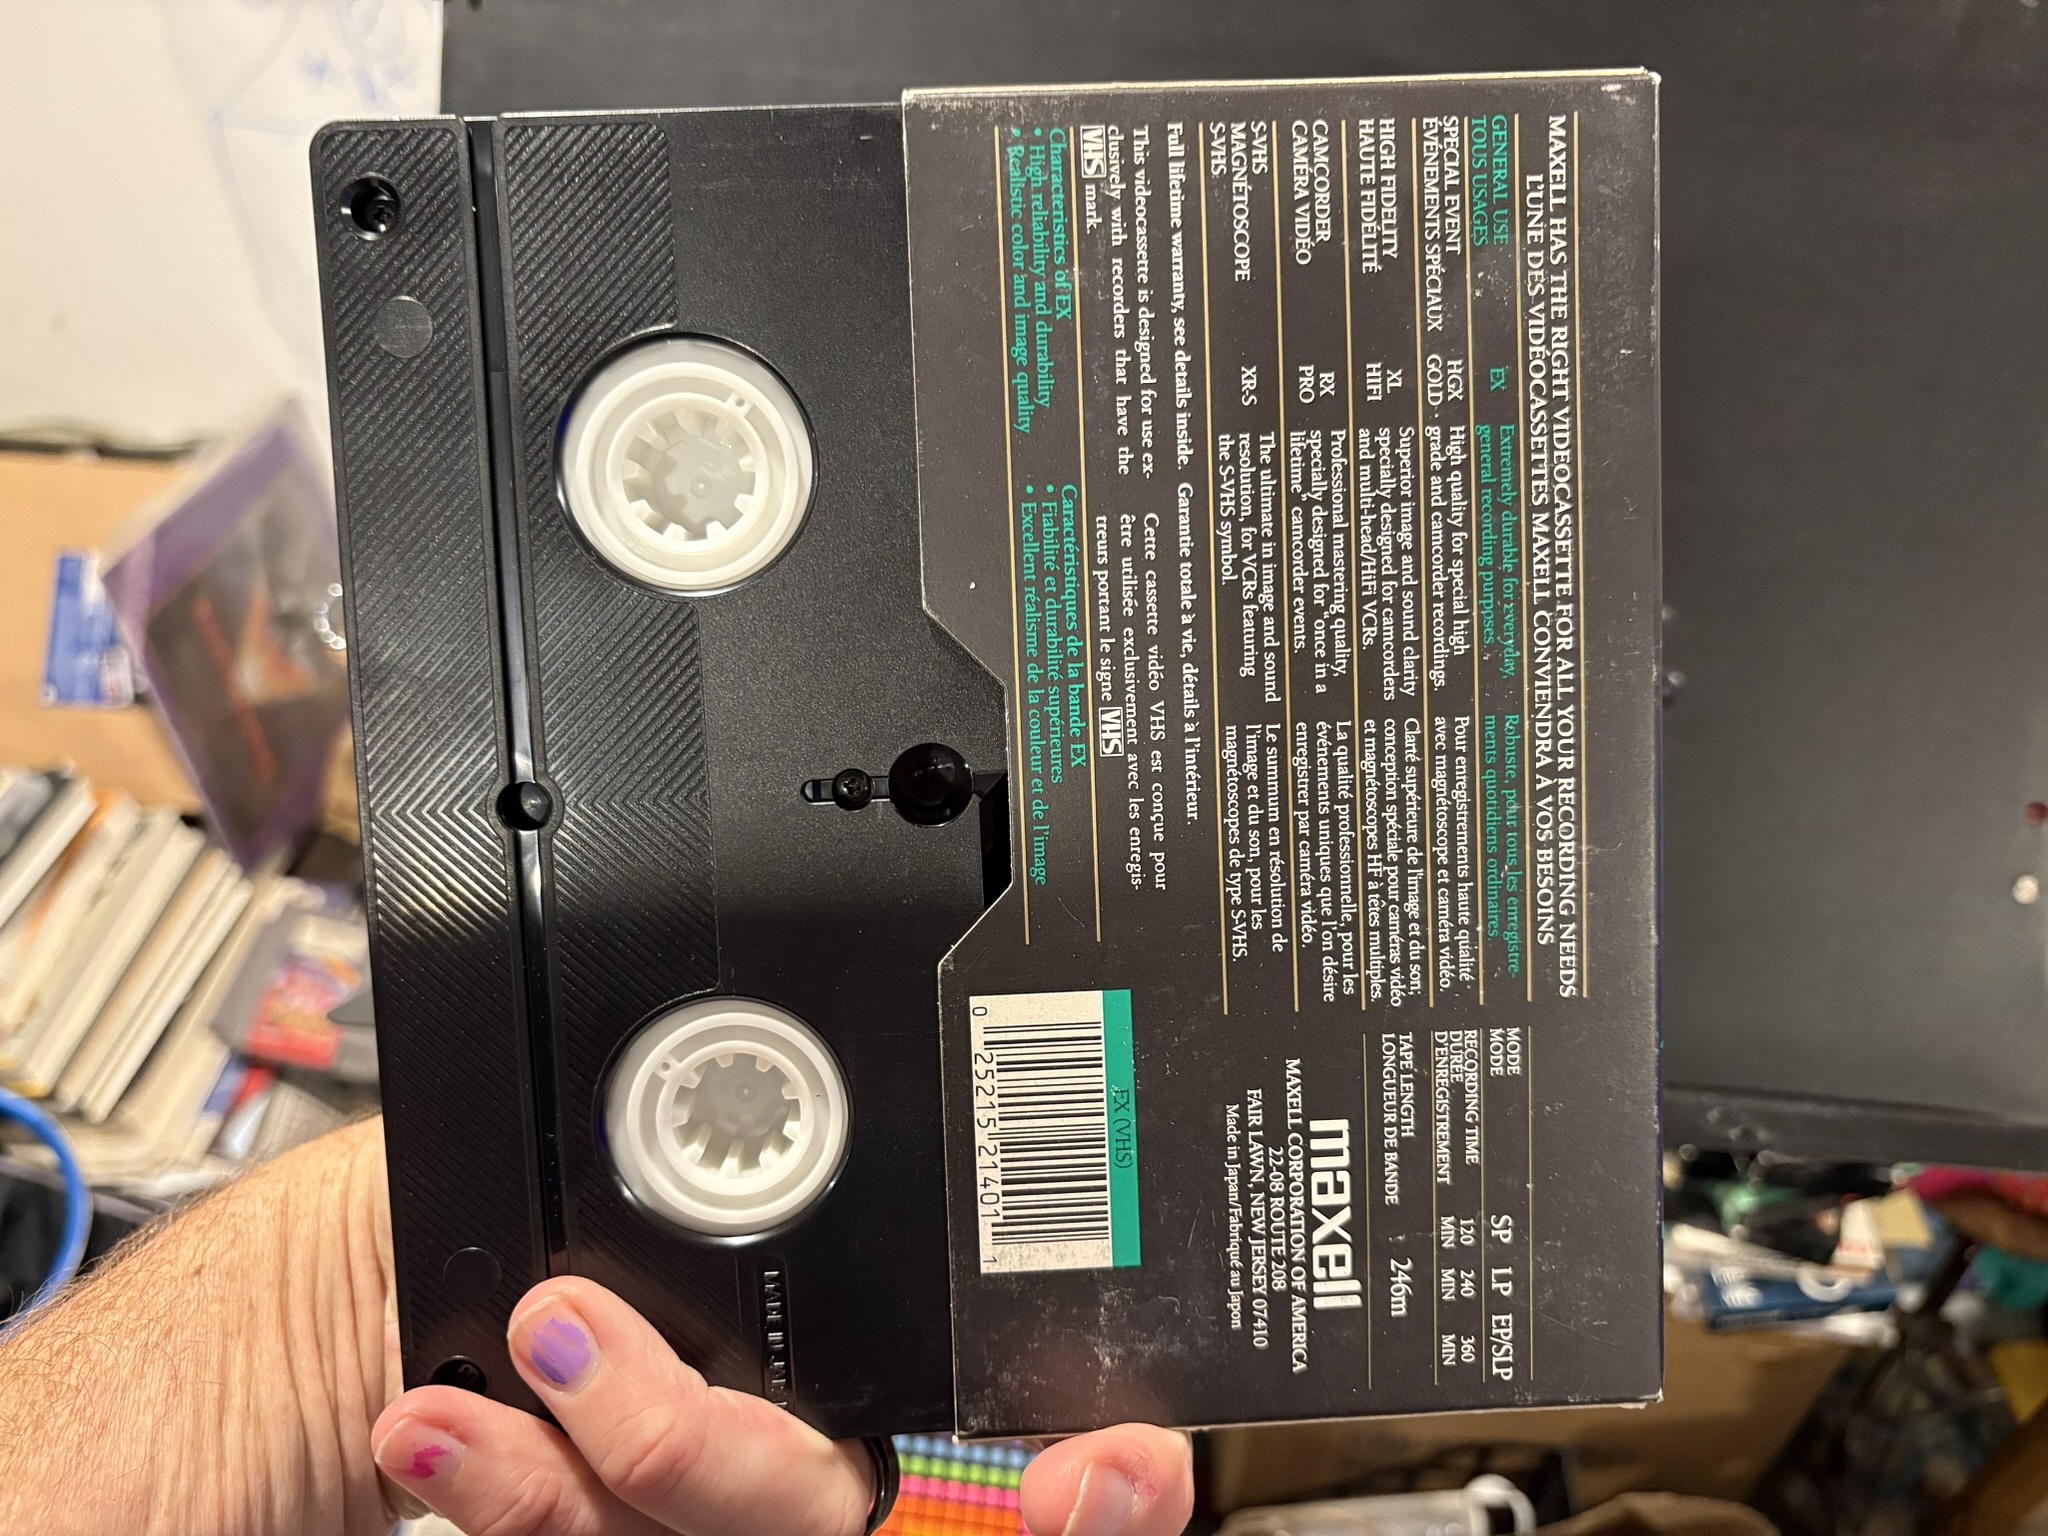 MAXELL HAS THE RIGHT VIDEOCASSETTE FOR ALL YOUR RECORDING NEEDS
L'UNE DES VIDÉOCASSETTES MAXELL CONVIENDRA À VOS BESOINS
GENERAL USE
TOUS USAGES
EX
Extremely durable for everyday,
general recording purposes.
Robuste, pour tous les enregistre-
ments quotidiens ordinaires.
SPECIAL EVENT
ÉVÉNEMENTS SPÉCIAUX
HGX
GOLD
High quality for special high
grade and camcorder recordings.
Pour enregistrements haute qualité
avec magnétoscope et caméra vidéo.
HIGH FIDELITY
HAUTE FIDÉLITÉ
XL
HIFI
Superior image and sound clarity
specially designed for camcorders
and multi-head/HiFi VCRs.
Clarté supérieure de l'image et du son;
conception spéciale pour caméras vidéo
et magnétoscopes HF à têtes multiples.
CAMCORDER
CAMÉRA VIDÉO
RX
PRO
Professional mastering quality,
specially designed for "once in a
lifetime" camcorder events.
La qualité professionnelle, pour les
événements uniques que l'on désire
enregistrer par caméra vidéo.
S-VHS
MAGNÉTOSCOPE
S-VHS
XR-S
The ultimate in image and sound
resolution, for VCRs featuring
the S-VHS symbol.
Le summum en résolution de
l'image et du son, pour les
magnétoscopes de type S-VHS.
Full lifetime warranty, see details inside. Garantie totale à vie, détails à l'intérieur.
This videocassette is designed for use ex-
clusively with recorders that have the
VHS mark.
Cette cassette vidéo VHS est conçue pour
être utilisée exclusivement avec les enregis-
treurs portant le signe VHS
Characteristics of EX
• High reliability and durability
• Realistic color and image quality
Caractéristiques de la bande EX
• Fiabilité et durabilité supérieures
• Excellent réalisme de la couleur et de l'image
MODE
MODE
SP LP EP/SLP
RECORDING TIME
DURÉE
D'ENREGISTREMENT
120 240 360
MIN MIN MIN
TAPE LENGTH
LONGUEUR DE BANDE
246m
maxell
MAXELL CORPORATION OF AMERICA
22-08 ROUTE 208
FAIR LAWN, NEW JERSEY 07410
Made in Japan/Fabriqué au Japon
EX (VHS)
0 25215 21401 1
MADE IN